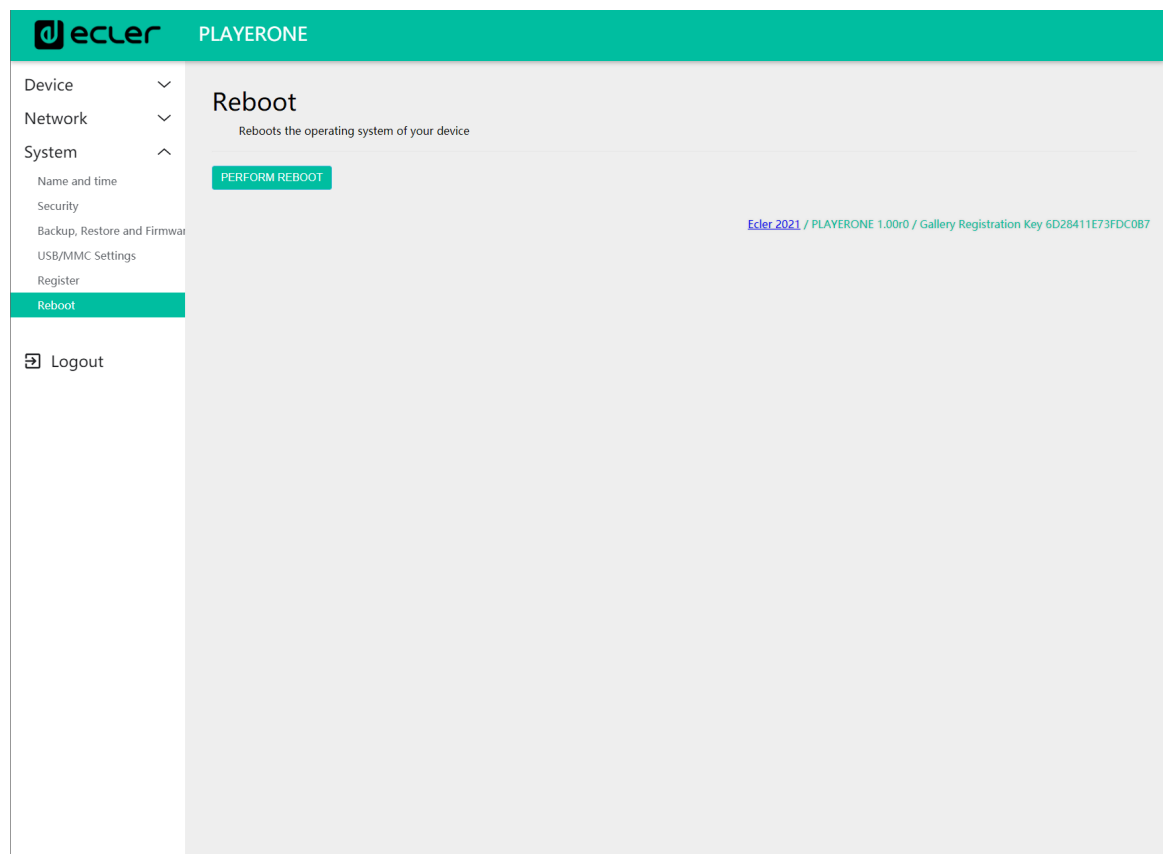 ecler
PLAYERONE
Device
Network
System
Name and time
Security
Backup, Restore and Firmwar
USB/MMC Settings
Register
Reboot
Logout
Reboot
Reboots the operating system of your device
PERFORM REBOOT
Ecler 2021 / PLAYERONE 1.00r0 / Gallery Registration Key 6D28411E73FDC0B7